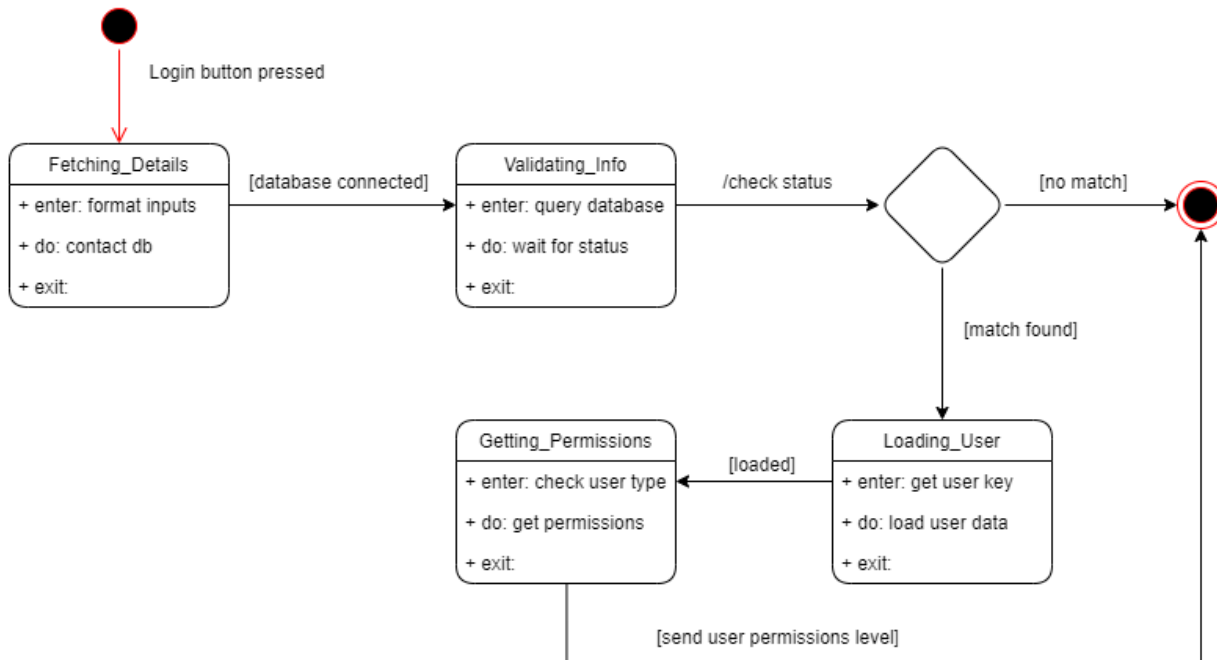 Login button pressed
Fetching_Details
+ enter: format inputs
+ do: contact db
+ exit:
[database connected]
Validating_Info
+ enter: query database
+ do: wait for status
+ exit:
/check status
[no match]
[match found]
Loading_User
+ enter: get user key
+ do: load user data
+ exit:
[loaded]
Getting_Permissions
+ enter: check user type
+ do: get permissions
+ exit:
[send user permissions level]